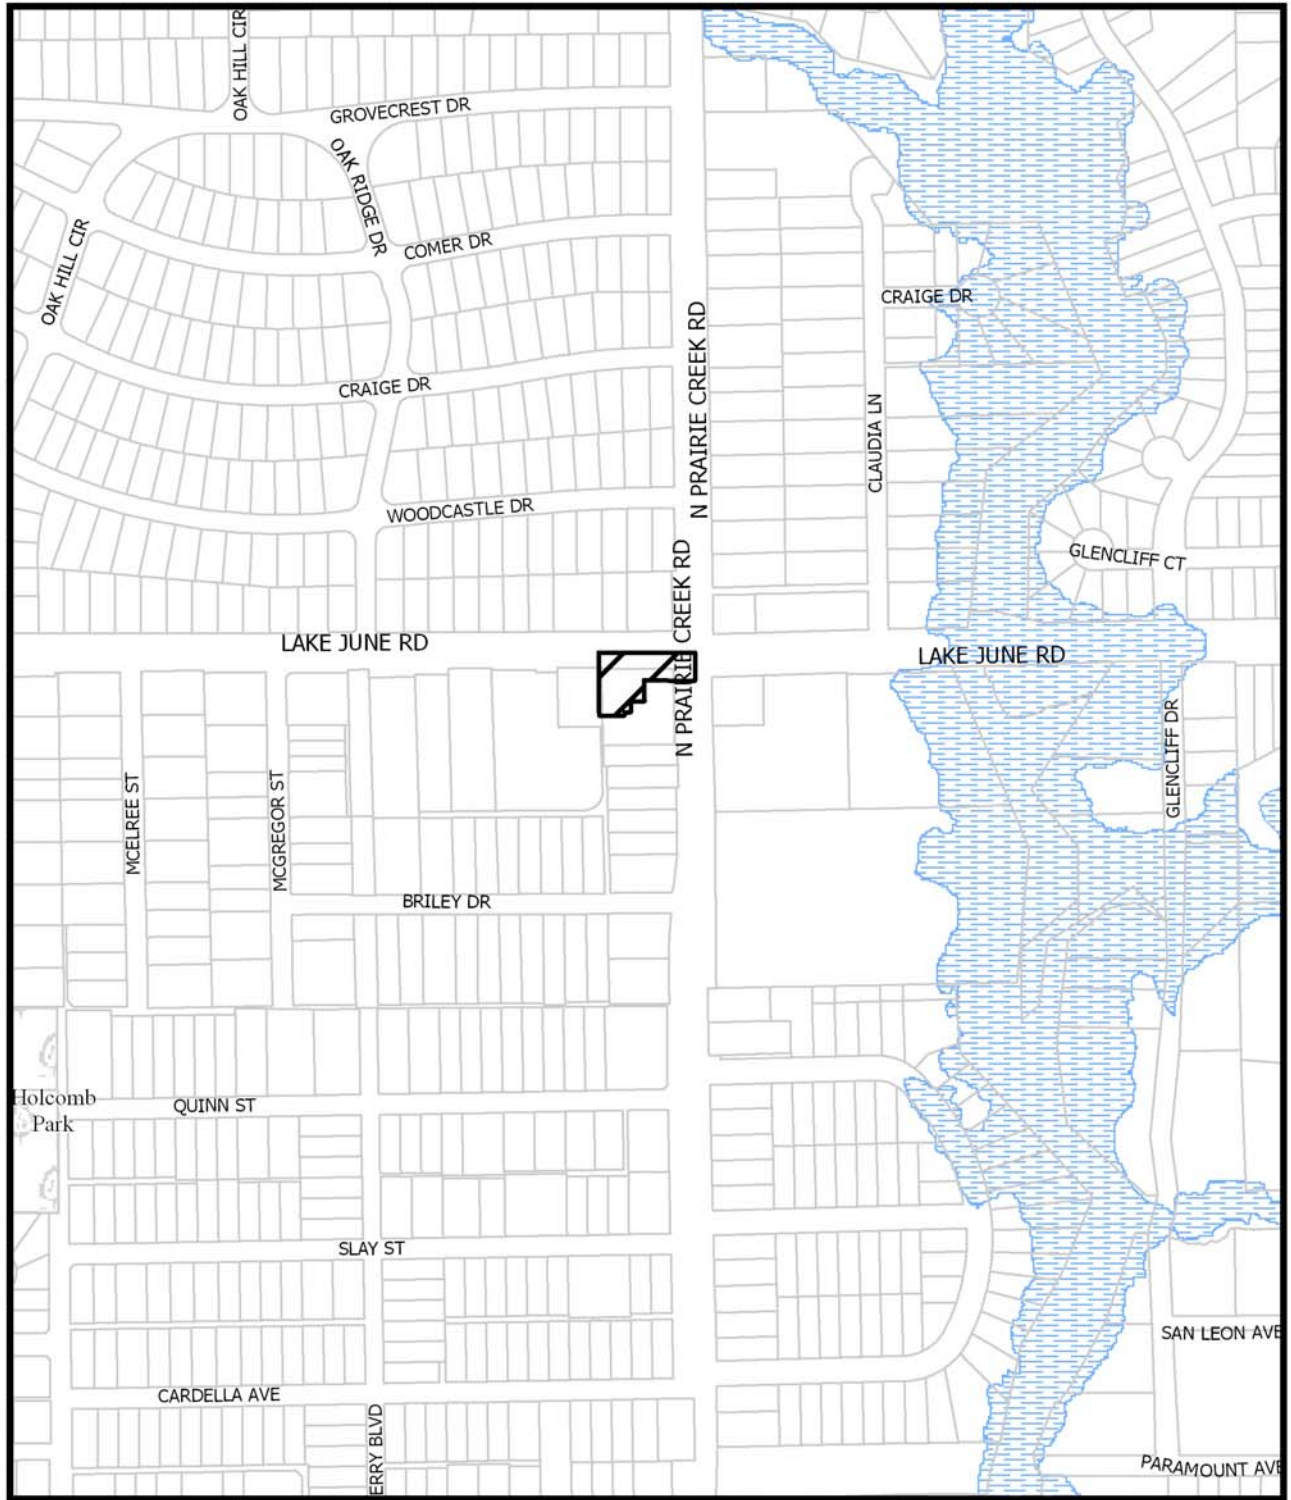 OAK HILL CIR
GROVECREST DR
OAK RIDGE DR
COMER DR
OAK HILL CIR
CRAIGE DR
N PRAIRIE CREEK RD
CRAIGE DR
CLAUDIA LN
WOODCASTLE DR
GLENCLIFF CT
N PRAIRIE CREEK RD
LAKE JUNE RD
LAKE JUNE RD
GLENCLIFF DR
MCELREE ST
MCGREGOR ST
BRILEY DR
Holcomb
Park
QUINN ST
SLAY ST
SAN LEON AVE
CARDELLA AVE
ERRY BLVD
PARAMOUNT AVE